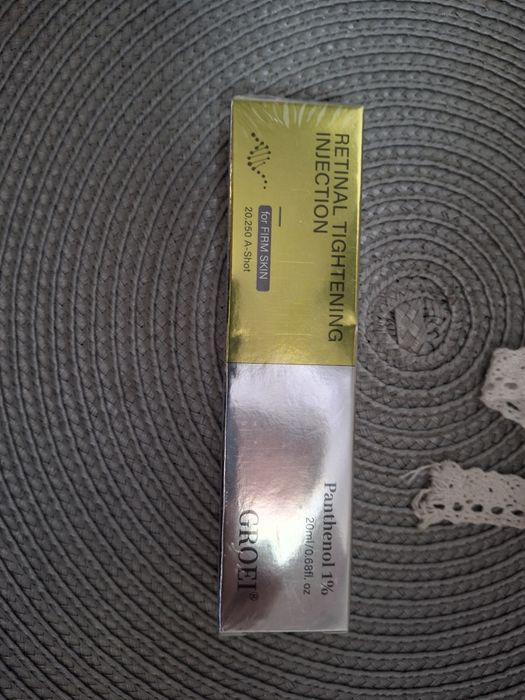 RETINAL TIGHTENING
INJECTION
for FIRM SKIN
20.250 A-Shot
Panthenol 1%
20ml/0.68fl. oz
GROEI®